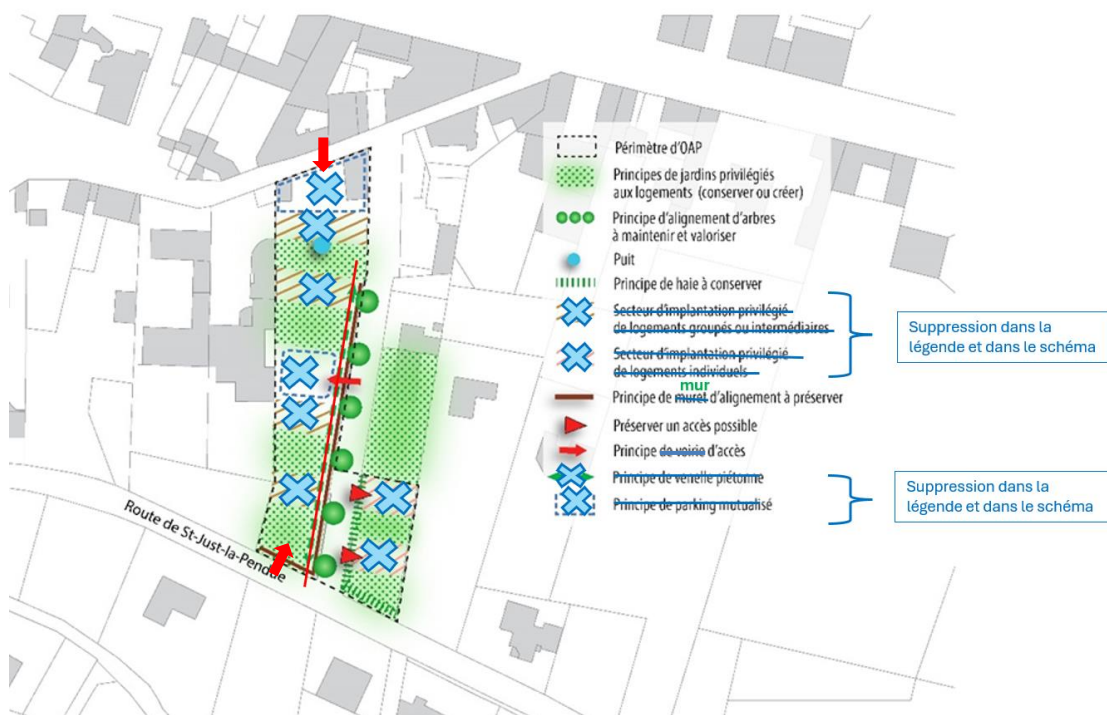 Périmètre d'OAP
Principes de jardins privilégiés
aux logements (conserver ou créer)
Principe d'alignement d'arbres
à maintenir et valoriser
Puit
Principe de haie à conserver
Secteur d'implantation privilégié
de logements groupés ou intermédiaires
Secteur d'implantation privilégié
de logements individuels
mur
Principe de muret d'alignement à préserver
Préserver un accès possible
Principe de voirie d'accès
Principe de venelle piétonne
Principe de parking mutualisé
Suppression dans la
légende et dans le schéma
Suppression dans la
légende et dans le schéma
Route de St-Just-la-Pendue